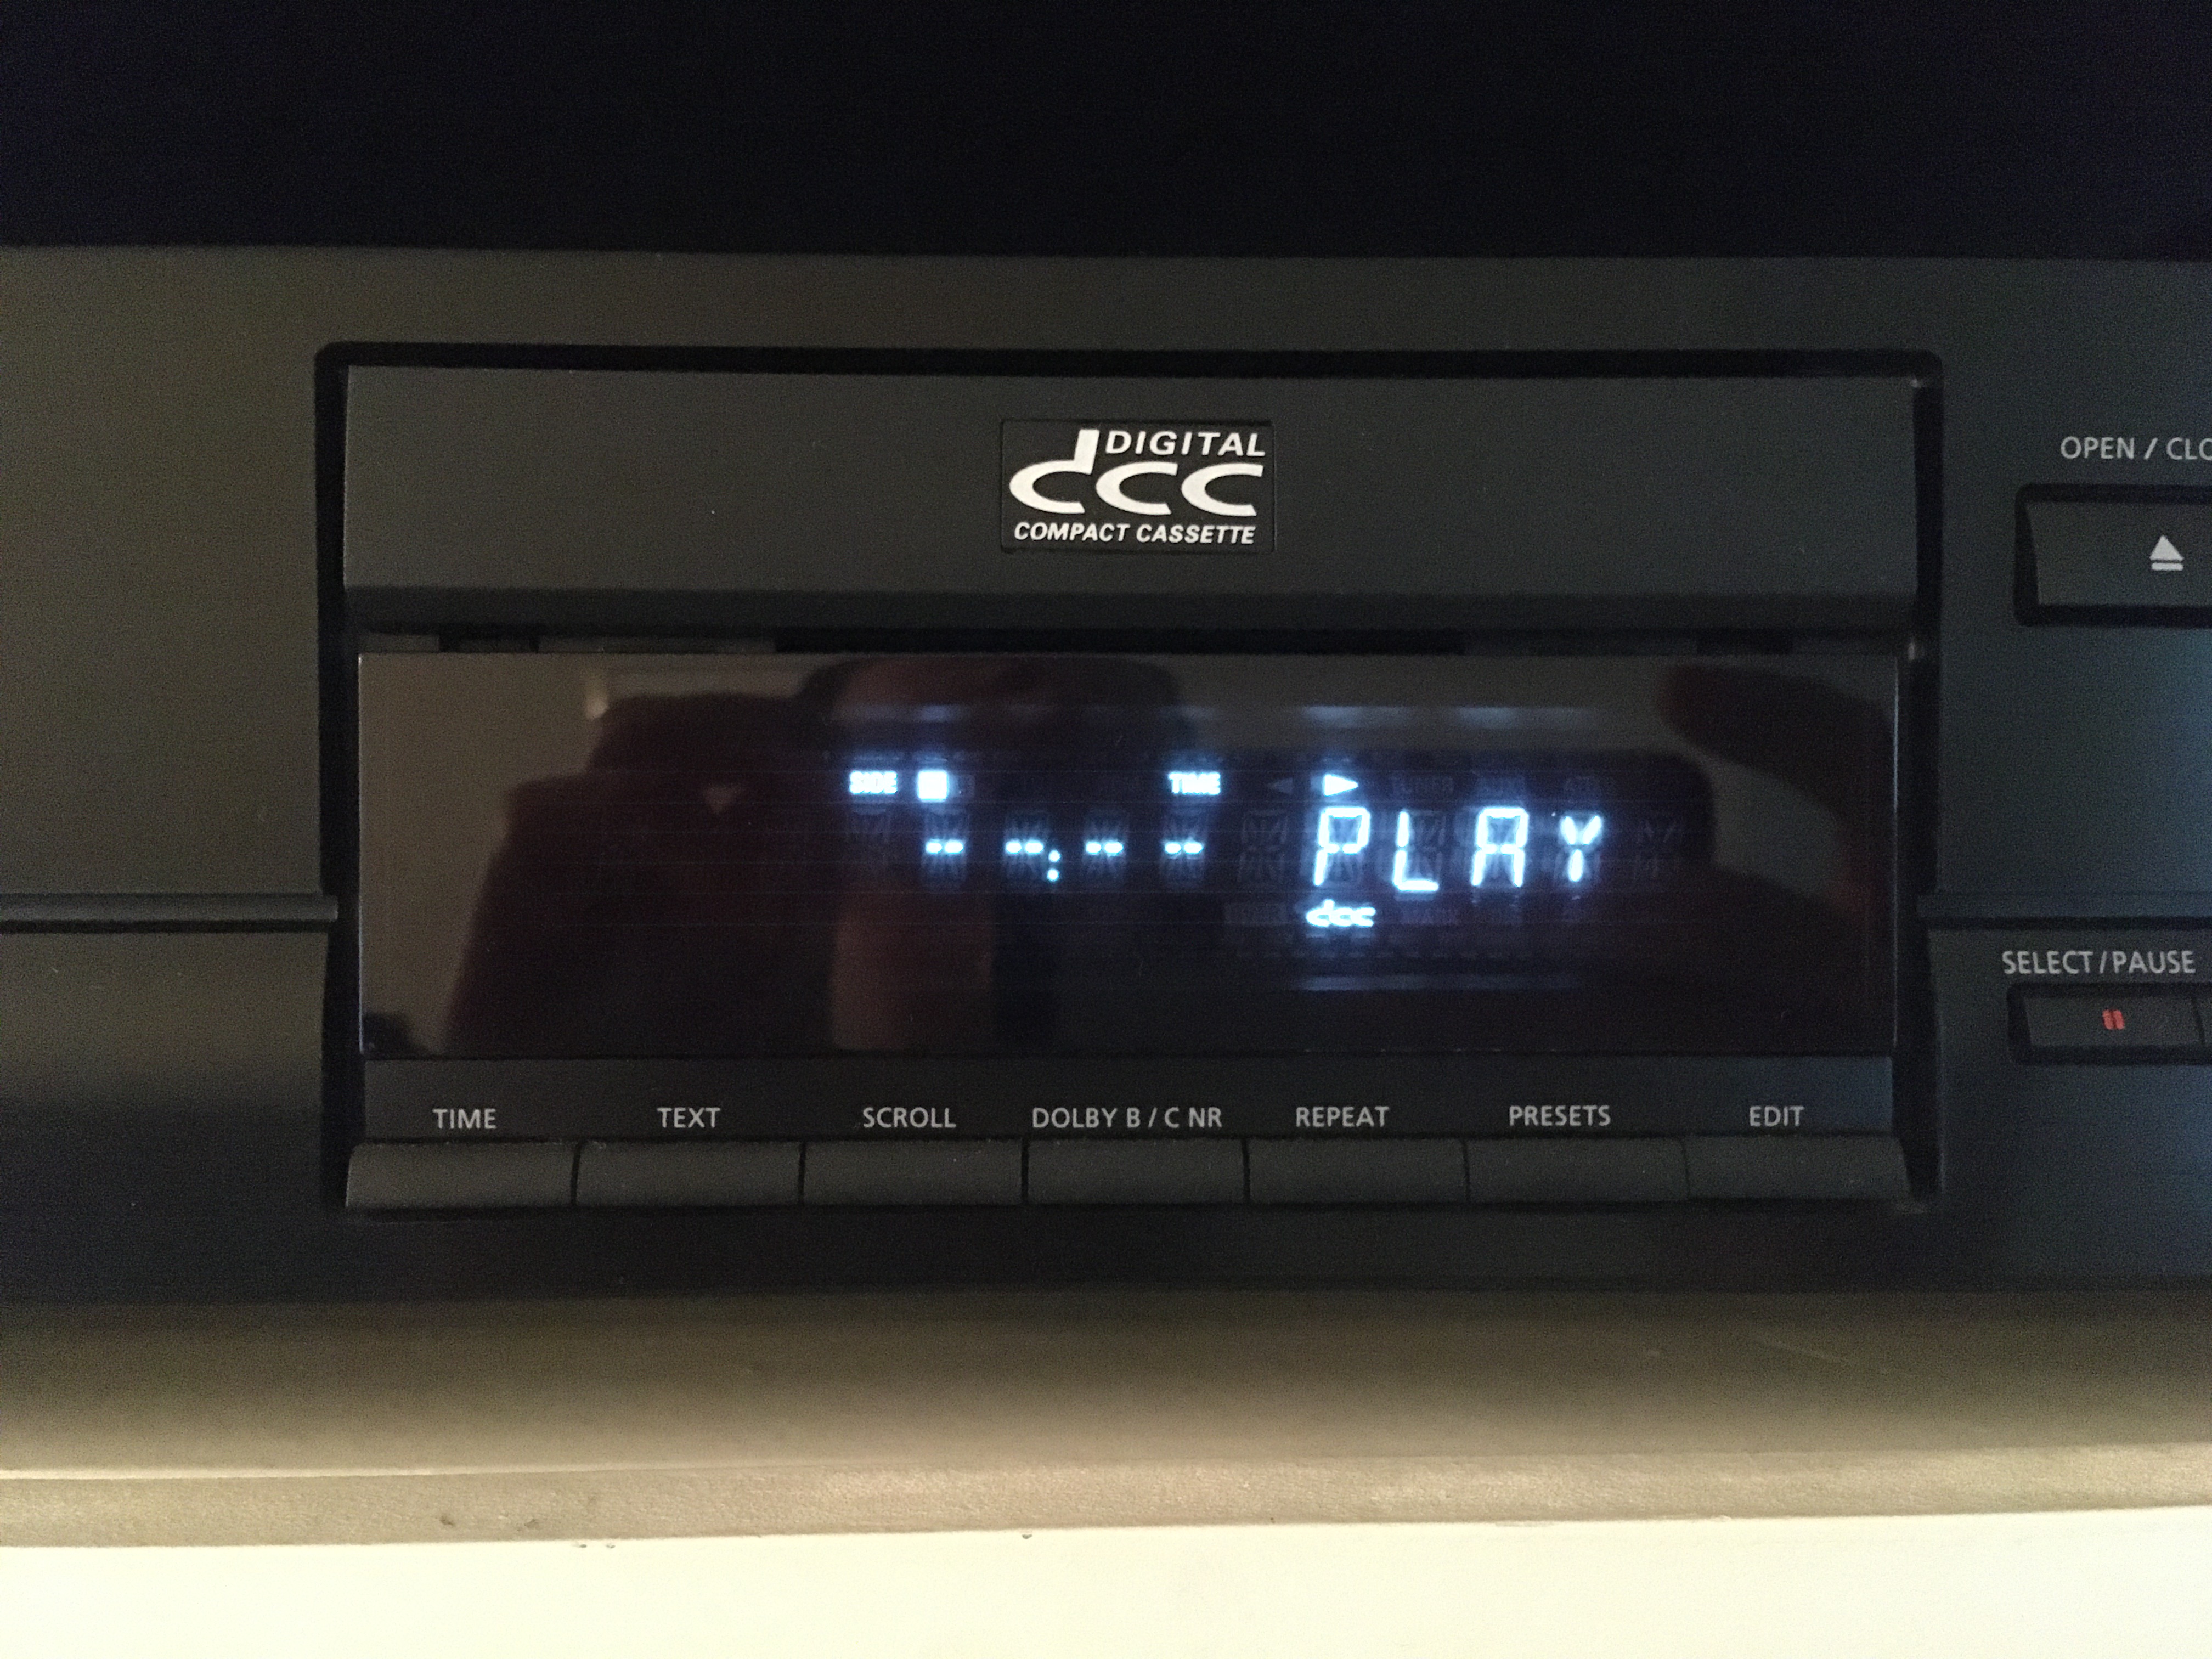 DIGITAL
dcc
COMPACT CASSETTE
OPEN / CLO
SIDE TIME
--:-- PLAY
dcc
SELECT/PAUSE
TIME TEXT SCROLL DOLBY B / C NR REPEAT PRESETS EDIT